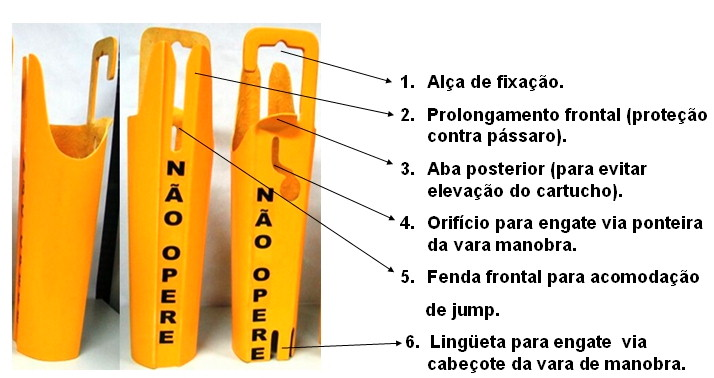 NÃO OPERE
NÃO OPERE
1. Alça de fixação.
2. Prolongamento frontal (proteção
contra pássaro).
3. Aba posterior (para evitar
elevação do cartucho).
4. Orifício para engate via ponteira
da vara manobra.
5. Fenda frontal para acomodação
de jump.
6. Lingüeta para engate via
cabeçote da vara de manobra.